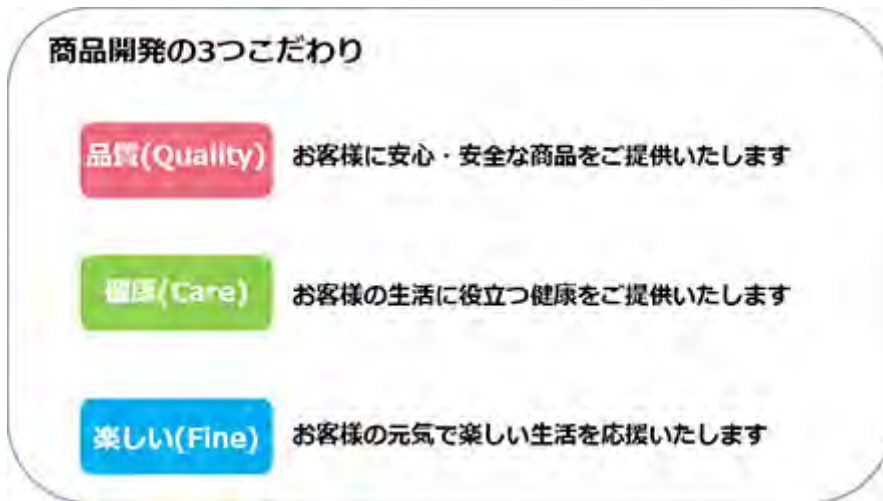 商品開発の3つこだわり
品質(Quality) お客様に安心・安全な商品をご提供いたします
健康(Care) お客様の生活に役立つ健康をご提供いたします
楽しい(Fine) お客様の元気で楽しい生活を応援いたします